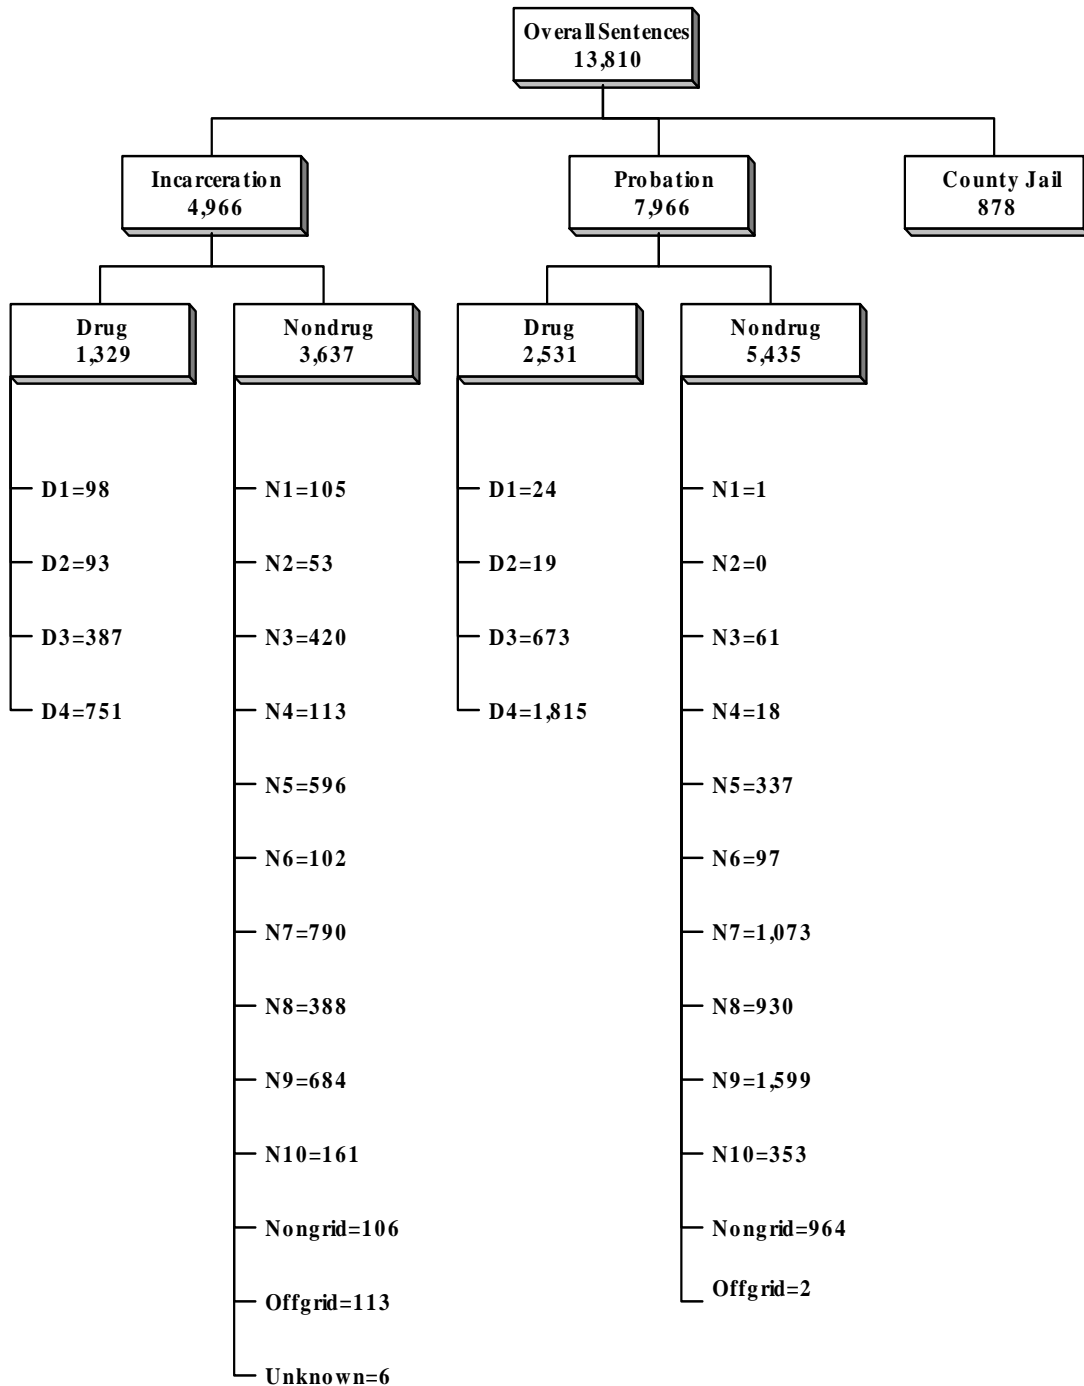 Overall Sentences
13,810
Incarceration
4,966
Probation
7,966
County Jail
878
Drug
1,329
Nondrug
3,637
Drug
2,531
Nondrug
5,435
D1=98
D2=93
D3=387
D4=751
N1=105
N2=53
N3=420
N4=113
N5=596
N6=102
N7=790
N8=388
N9=684
N10=161
Nongrid=106
Offgrid=113
Unknown=6
D1=24
D2=19
D3=673
D4=1,815
N1=1
N2=0
N3=61
N4=18
N5=337
N6=97
N7=1,073
N8=930
N9=1,599
N10=353
Nongrid=964
Offgrid=2